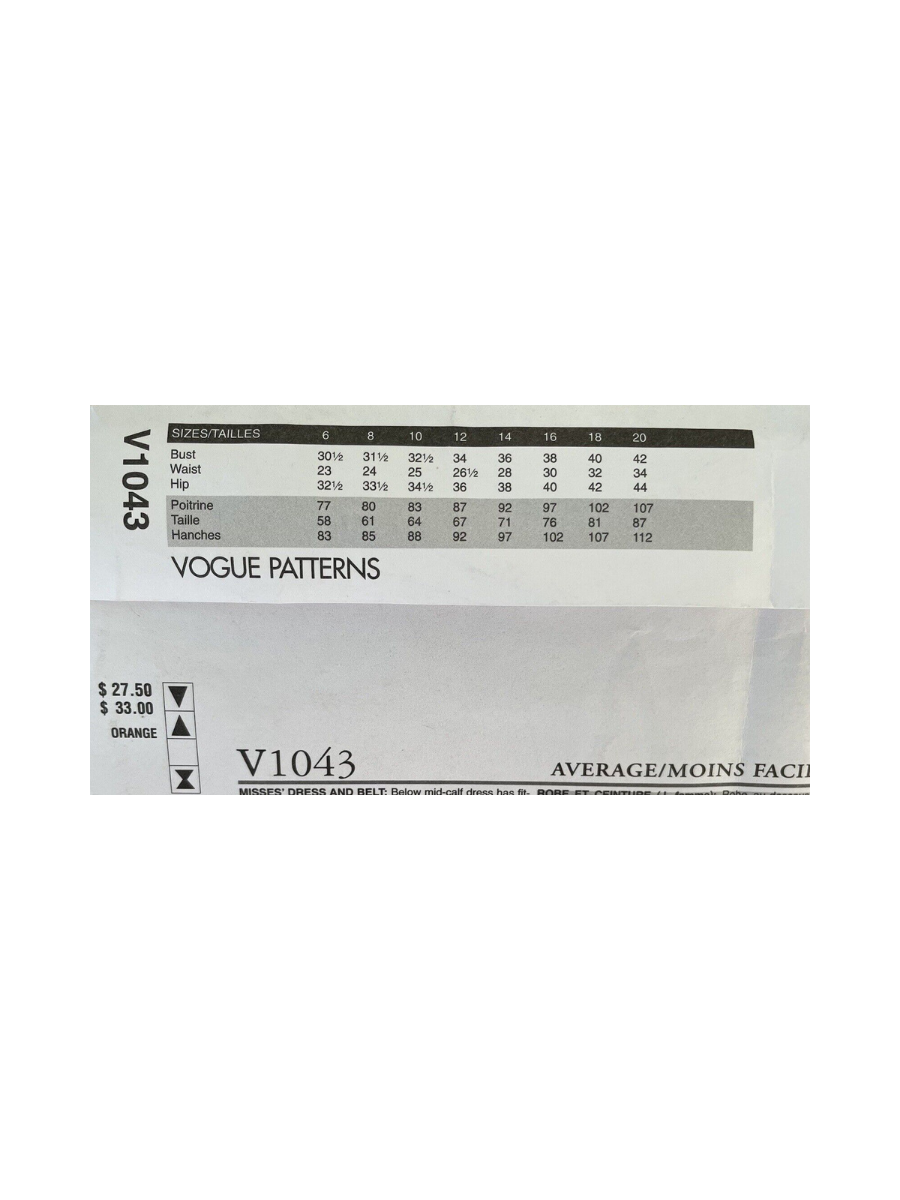 V1043
SIZES/TAILLES 6 8 10 12 14 16 18 20
Bust 30½ 31½ 32½ 34 36 38 40 42
Waist 23 24 25 26½ 28 30 32 34
Hip 32½ 33½ 34½ 36 38 40 42 44
Poitrine 77 80 83 87 92 97 102 107
Taille 58 61 64 67 71 76 81 87
Hanches 83 85 88 92 97 102 107 112
VOGUE PATTERNS
$ 27.50
$ 33.00
ORANGE
V1043 AVERAGE/MOINS FACI
MISSES' DRESS AND BELT: Below mid-calf dress has fit- ROBE ET CEINTURE